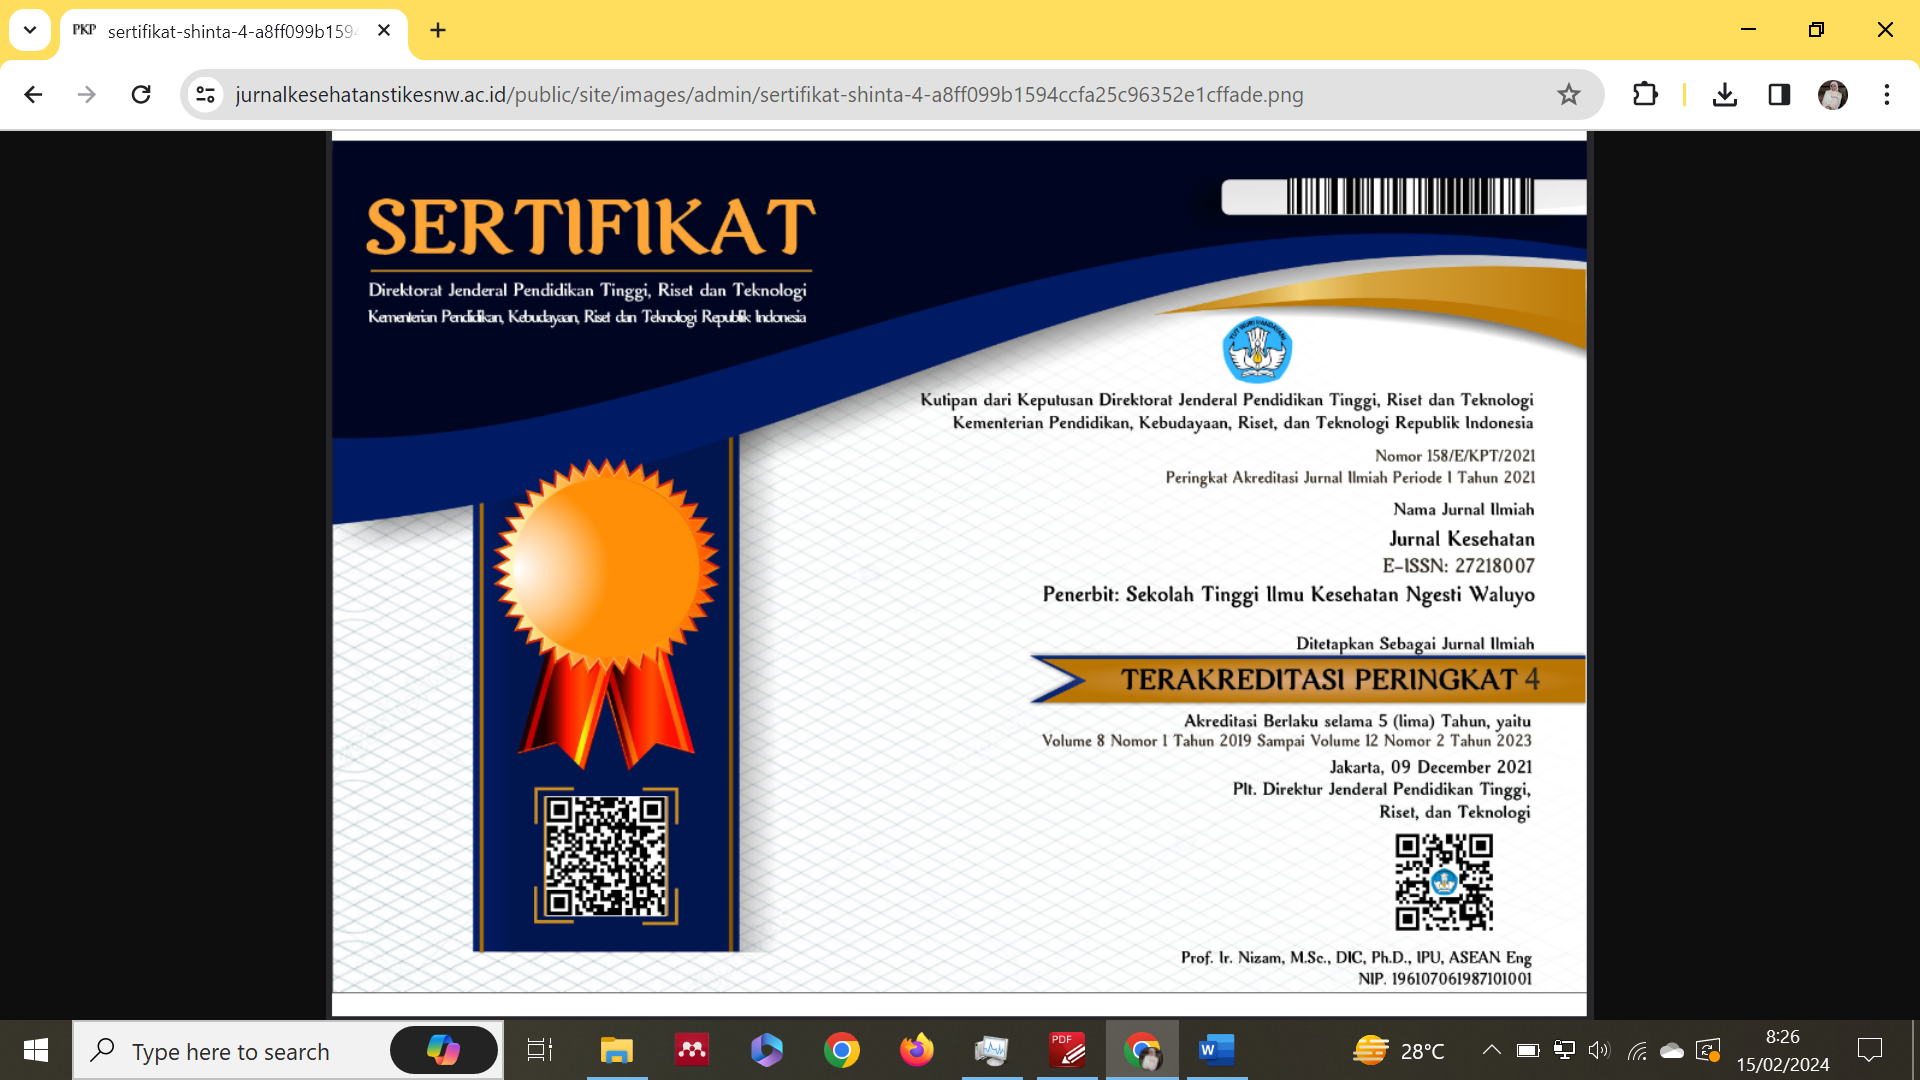 PKP sertifikat-shinta-4-a8ff099b1594
jurnalkesehatanstikesnw.ac.id/public/site/images/admin/sertifikat-shinta-4-a8ff099b1594ccfa25c96352e1cffade.png
SERTIFIKAT
Direktorat Jenderal Pendidikan Tinggi, Riset dan Teknologi
Kementerian Pendidikan, Kebudayaan, Riset dan Teknologi Republik Indonesia
TUT WURI HANDAYANI
Kutipan dari Keputusan Direktorat Jenderal Pendidikan Tinggi, Riset dan Teknologi
Kementerian Pendidikan, Kebudayaan, Riset, dan Teknologi Republik Indonesia
Nomor 158/E/KPT/2021
Peringkat Akreditasi Jurnal Ilmiah Periode 1 Tahun 2021
Nama Jurnal Ilmiah
Jurnal Kesehatan
E-ISSN: 27218007
Penerbit: Sekolah Tinggi Ilmu Kesehatan Ngesti Waluyo
Ditetapkan Sebagai Jurnal Ilmiah
TERAKREDITASI PERINGKAT 4
Akreditasi Berlaku selama 5 (lima) Tahun, yaitu
Volume 8 Nomor 1 Tahun 2019 Sampai Volume 12 Nomor 2 Tahun 2023
Jakarta, 09 December 2021
Plt. Direktur Jenderal Pendidikan Tinggi,
Riset, dan Teknologi
Prof. Ir. Nizam, M.Sc., DIC, Ph.D., IPU, ASEAN Eng
NIP. 196107061987101001
Type here to search
PDF
W
28°C
8:26
15/02/2024